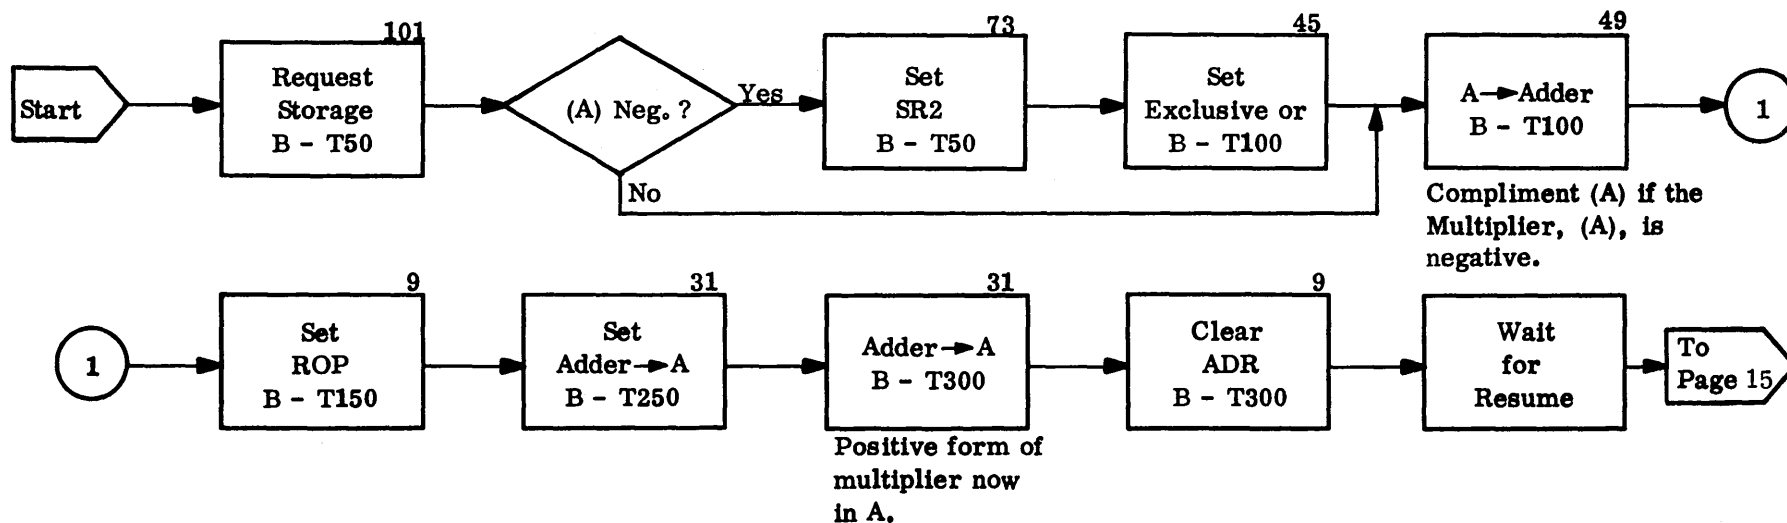 101
73
45
49
Start
Request
Storage
B - T50
(A) Neg. ?
Yes
No
Set
SR2
B - T50
Set
Exclusive or
B - T100
A→Adder
B - T100
1
Compliment (A) if the
Multiplier, (A), is
negative.
9
31
31
9
1
Set
ROP
B - T150
Set
Adder→A
B - T250
Adder→A
B - T300
Clear
ADR
B - T300
Wait
for
Resume
To
Page 15
Positive form of
multiplier now
in A.